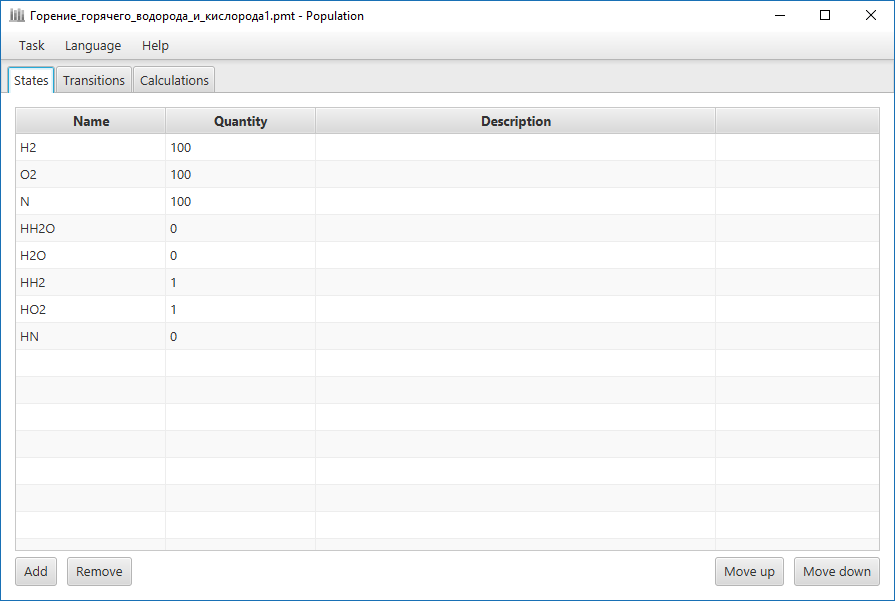 Горение_горячего_водорода_и_кислорода1.pmt - Population
Task Language Help
States Transitions Calculations
Name Quantity Description
H2 100
O2 100
N 100
HH2O 0
H2O 0
HH2 1
HO2 1
HN 0
Add Remove Move up Move down